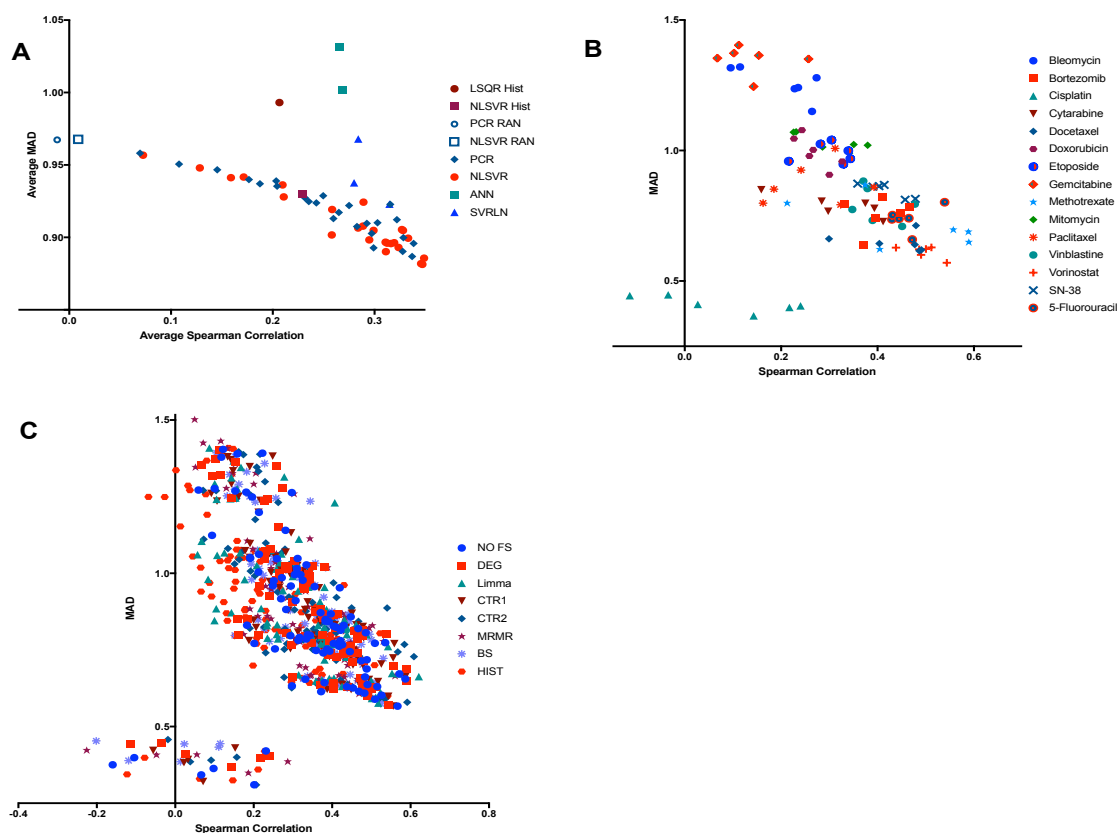 A
1.05
1.00
0.95
0.90
Average MAD
0.0
0.1
0.2
0.3
Average Spearman Correlation
LSQR Hist
NLSVR Hist
PCR RAN
NLSVR RAN
PCR
NLSVR
ANN
SVRLN
B
1.5
1.0
0.5
MAD
0.0
0.2
0.4
0.6
Spearman Correlation
Bleomycin
Bortezomib
Cisplatin
Cytarabine
Docetaxel
Doxorubicin
Etoposide
Gemcitabine
Methotrexate
Mitomycin
Paclitaxel
Vinblastine
Vorinostat
SN-38
5-Fluorouracil
C
1.5
1.0
0.5
MAD
-0.4
-0.2
0.0
0.2
0.4
0.6
0.8
Spearman Correlation
NO FS
DEG
Limma
CTR1
CTR2
MRMR
BS
HIST